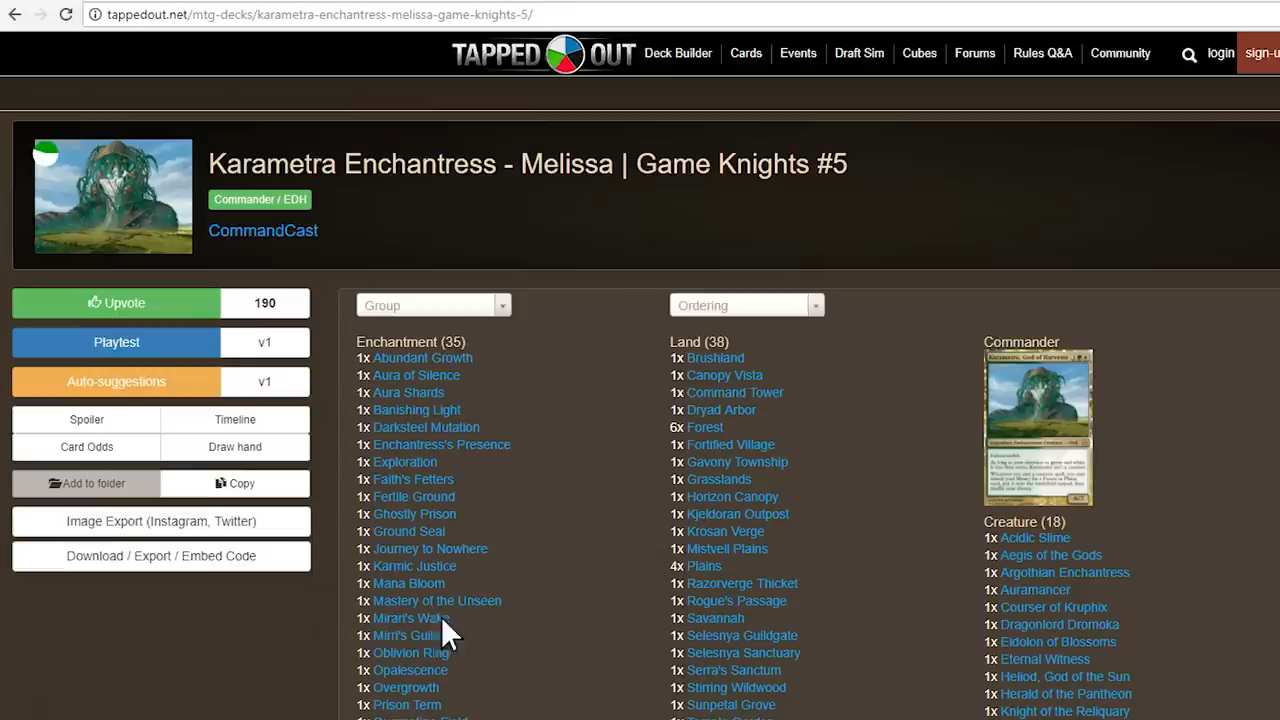 tappedout.net/mtg-decks/karametra-enchantress-melissa-game-knights-5/
TAPPED OUT
Deck Builder
Cards
Events
Draft Sim
Cubes
Forums
Rules Q&A
Community
login
Karametra Enchantress - Melissa | Game Knights #5
Commander / EDH
CommandCast
Upvote 190
Playtest v1
Auto-suggestions v1
Spoiler Timeline
Card Odds Draw hand
Add to folder Copy
Image Export (Instagram, Twitter)
Download / Export / Embed Code
Group
Enchantment (35)
1x Abundant Growth
1x Aura of Silence
1x Aura Shards
1x Banishing Light
1x Darksteel Mutation
1x Enchantress's Presence
1x Exploration
1x Faith's Fetters
1x Fertile Ground
1x Ghostly Prison
1x Ground Seal
1x Journey to Nowhere
1x Karmic Justice
1x Mana Bloom
1x Mastery of the Unseen
1x Mirari's
1x Mirri's
1x Oblivion Ring
1x Opalescence
1x Overgrowth
1x Prison Term
Ordering
Land (38)
1x Brushland
1x Canopy Vista
1x Command Tower
1x Dryad Arbor
6x Forest
1x Fortified Village
1x Gavony Township
1x Grasslands
1x Horizon Canopy
1x Kjeldoran Outpost
1x Krosan Verge
1x Mistveil Plains
4x Plains
1x Razorverge Thicket
1x Rogue's Passage
1x Savannah
1x Selesnya Guildgate
1x Selesnya Sanctuary
1x Serra's Sanctum
1x Stirring Wildwood
1x Sunpetal Grove
Commander
Karametra, God of Harvests
Creature (18)
1x Acidic Slime
1x Aegis of the Gods
1x Argothian Enchantress
1x Auramancer
1x Courser of Kruphix
1x Dragonlord Dromoka
1x Eidolon of Blossoms
1x Eternal Witness
1x Heliod, God of the Sun
1x Herald of the Pantheon
1x Knight of the Reliquary